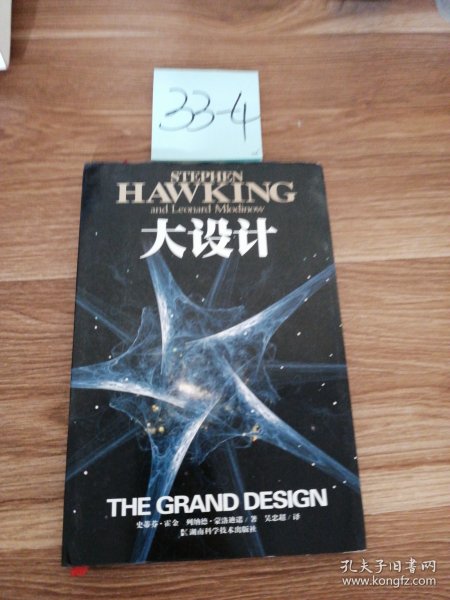 33-4
STEPHEN
HAWKING
and Leonard Mlodinow
大设计
THE GRAND DESIGN
史蒂芬·霍金 列纳德·蒙洛迪诺/著 吴忠超/译
湖南科学技术出版社
孔夫子旧书网
www.kongfz.com